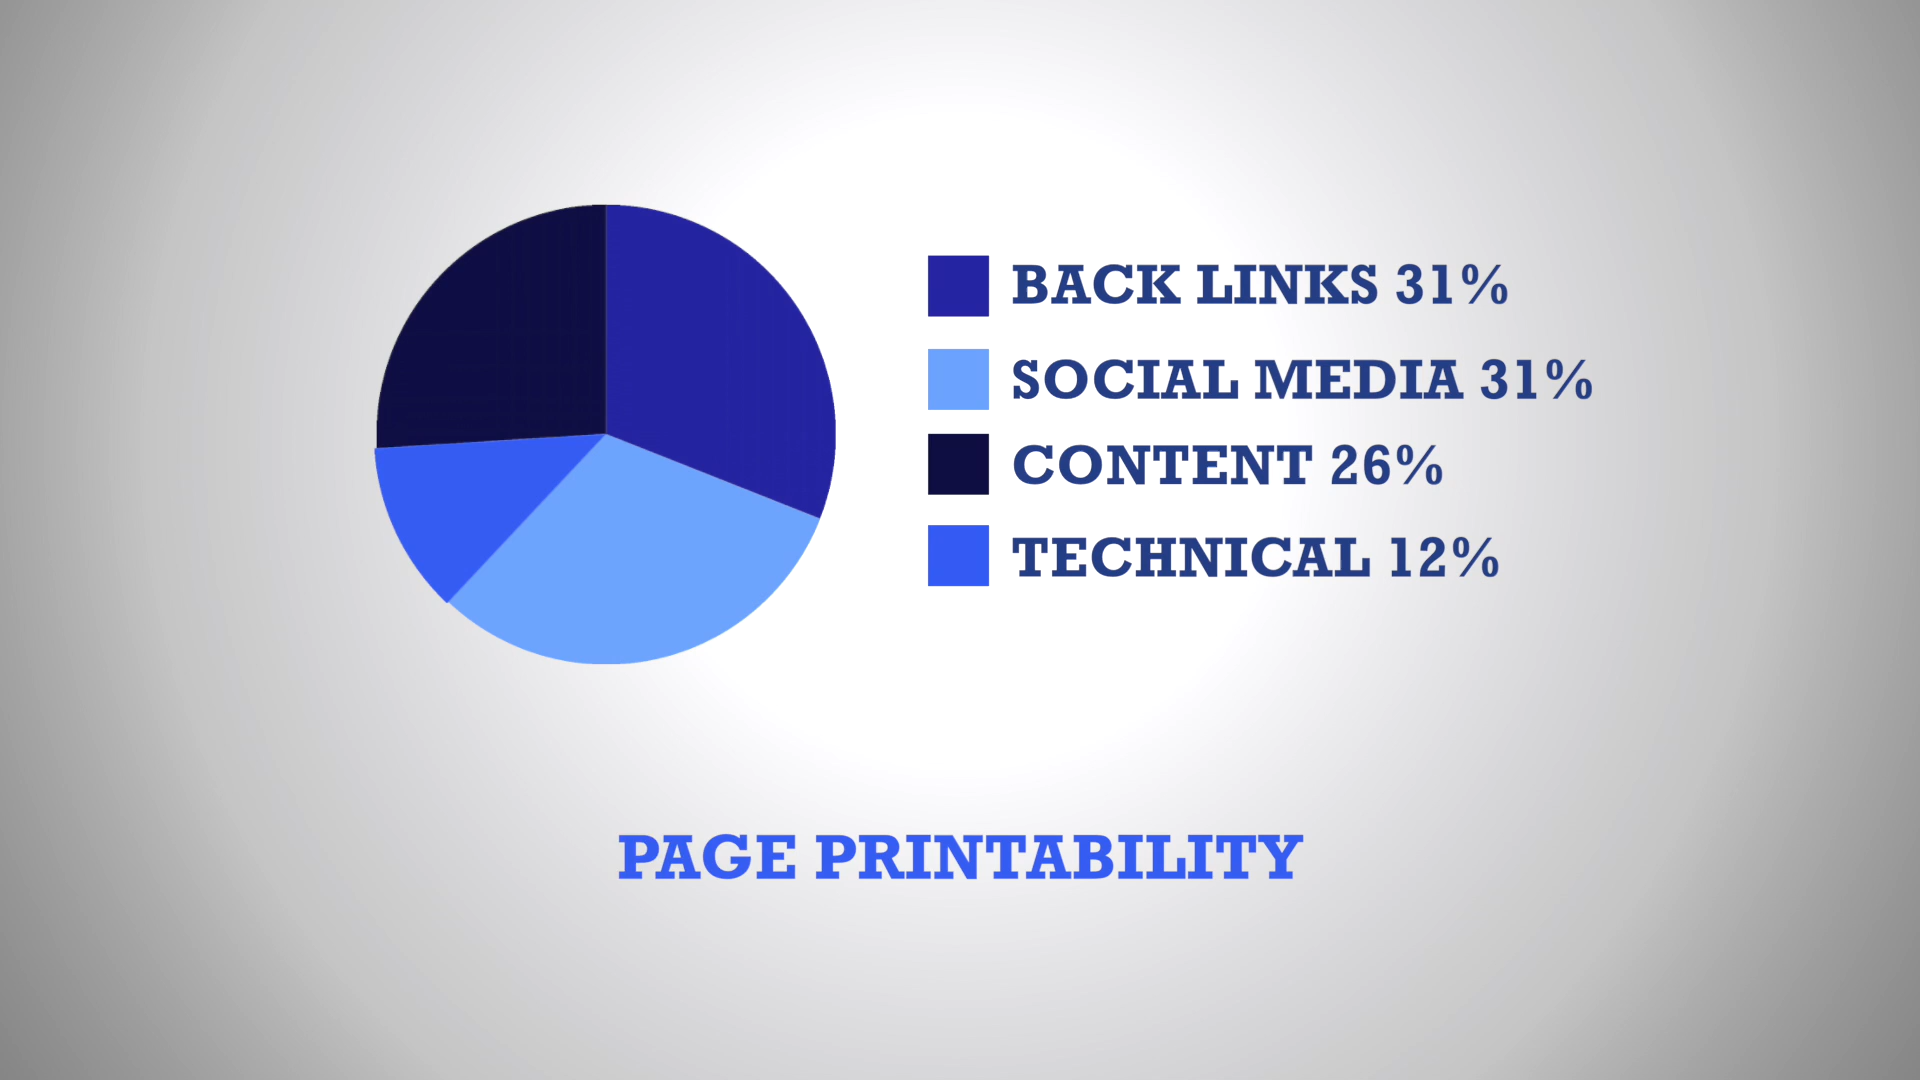 BACK LINKS 31%
SOCIAL MEDIA 31%
CONTENT 26%
TECHNICAL 12%
PAGE PRINTABILITY